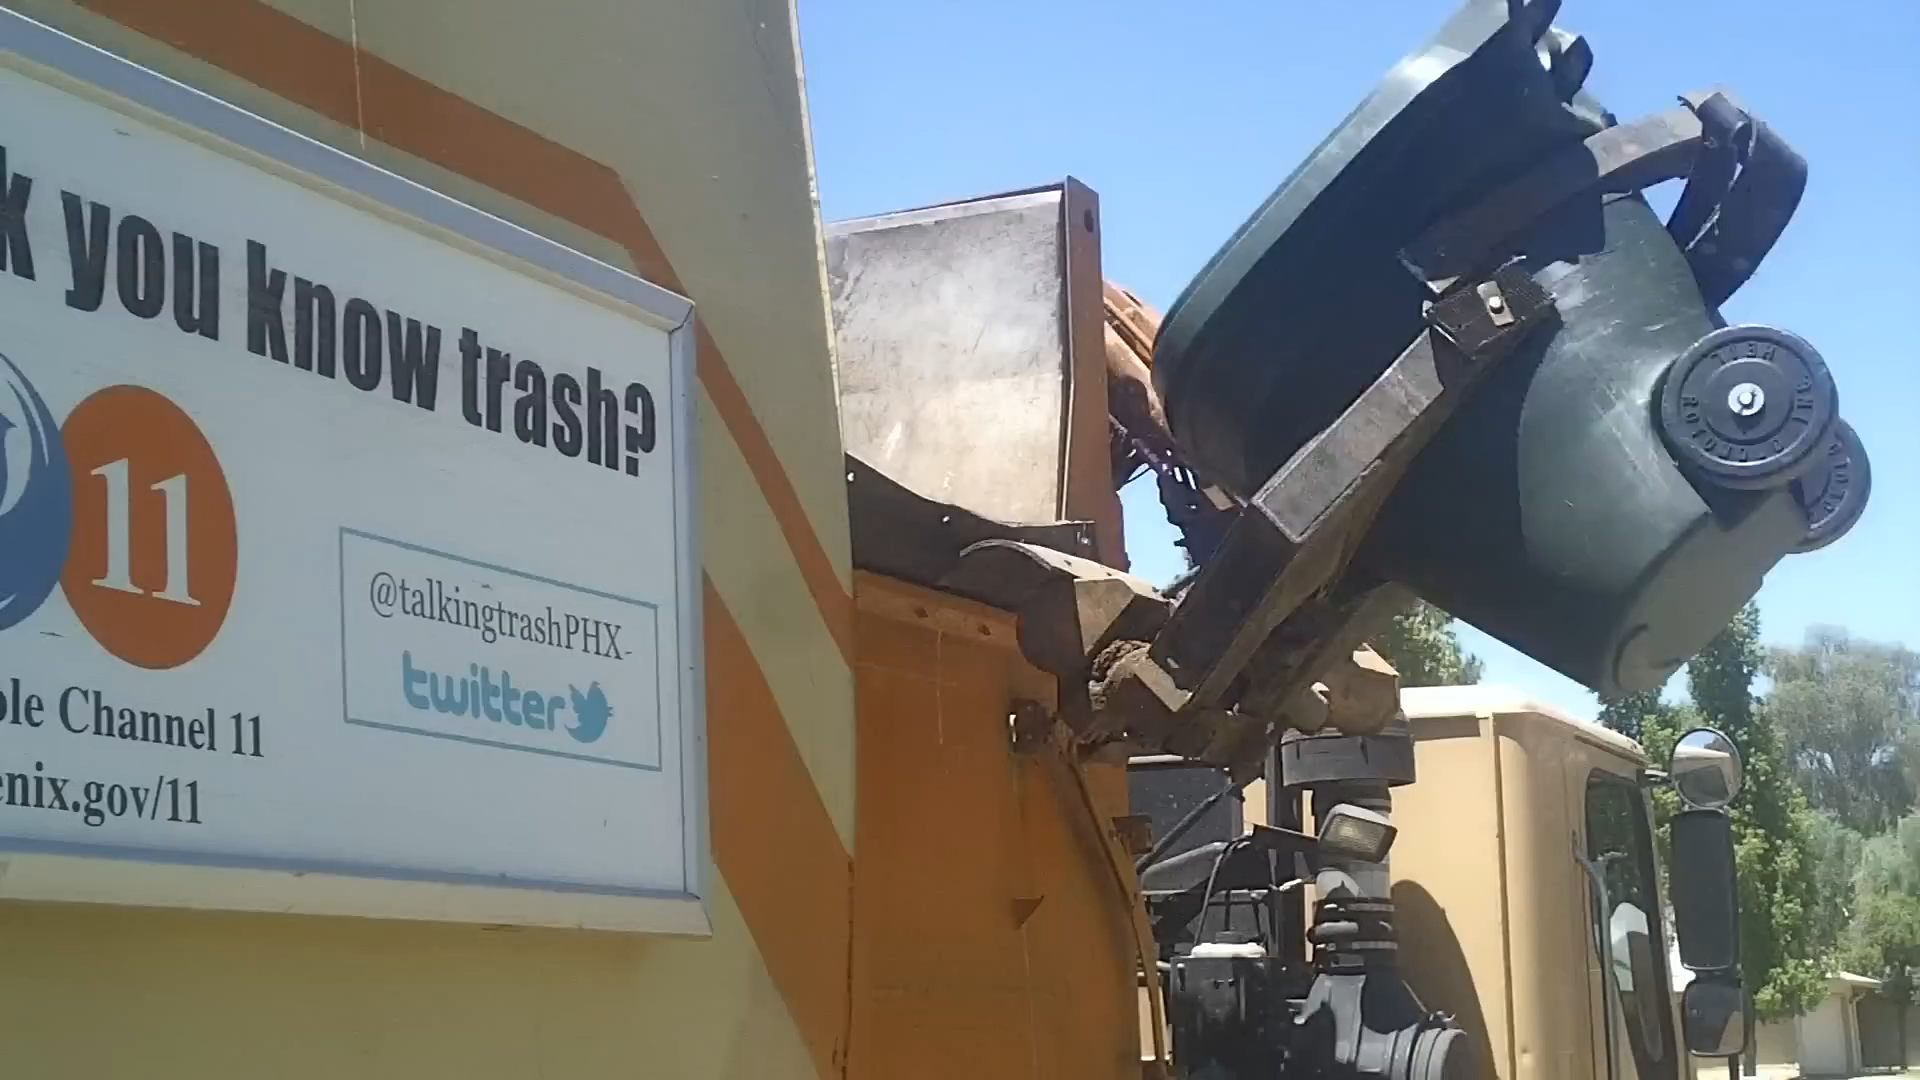 k you know trash?
11
@talkingtrashPHX
twitter
ble Channel 11
enix.gov/11